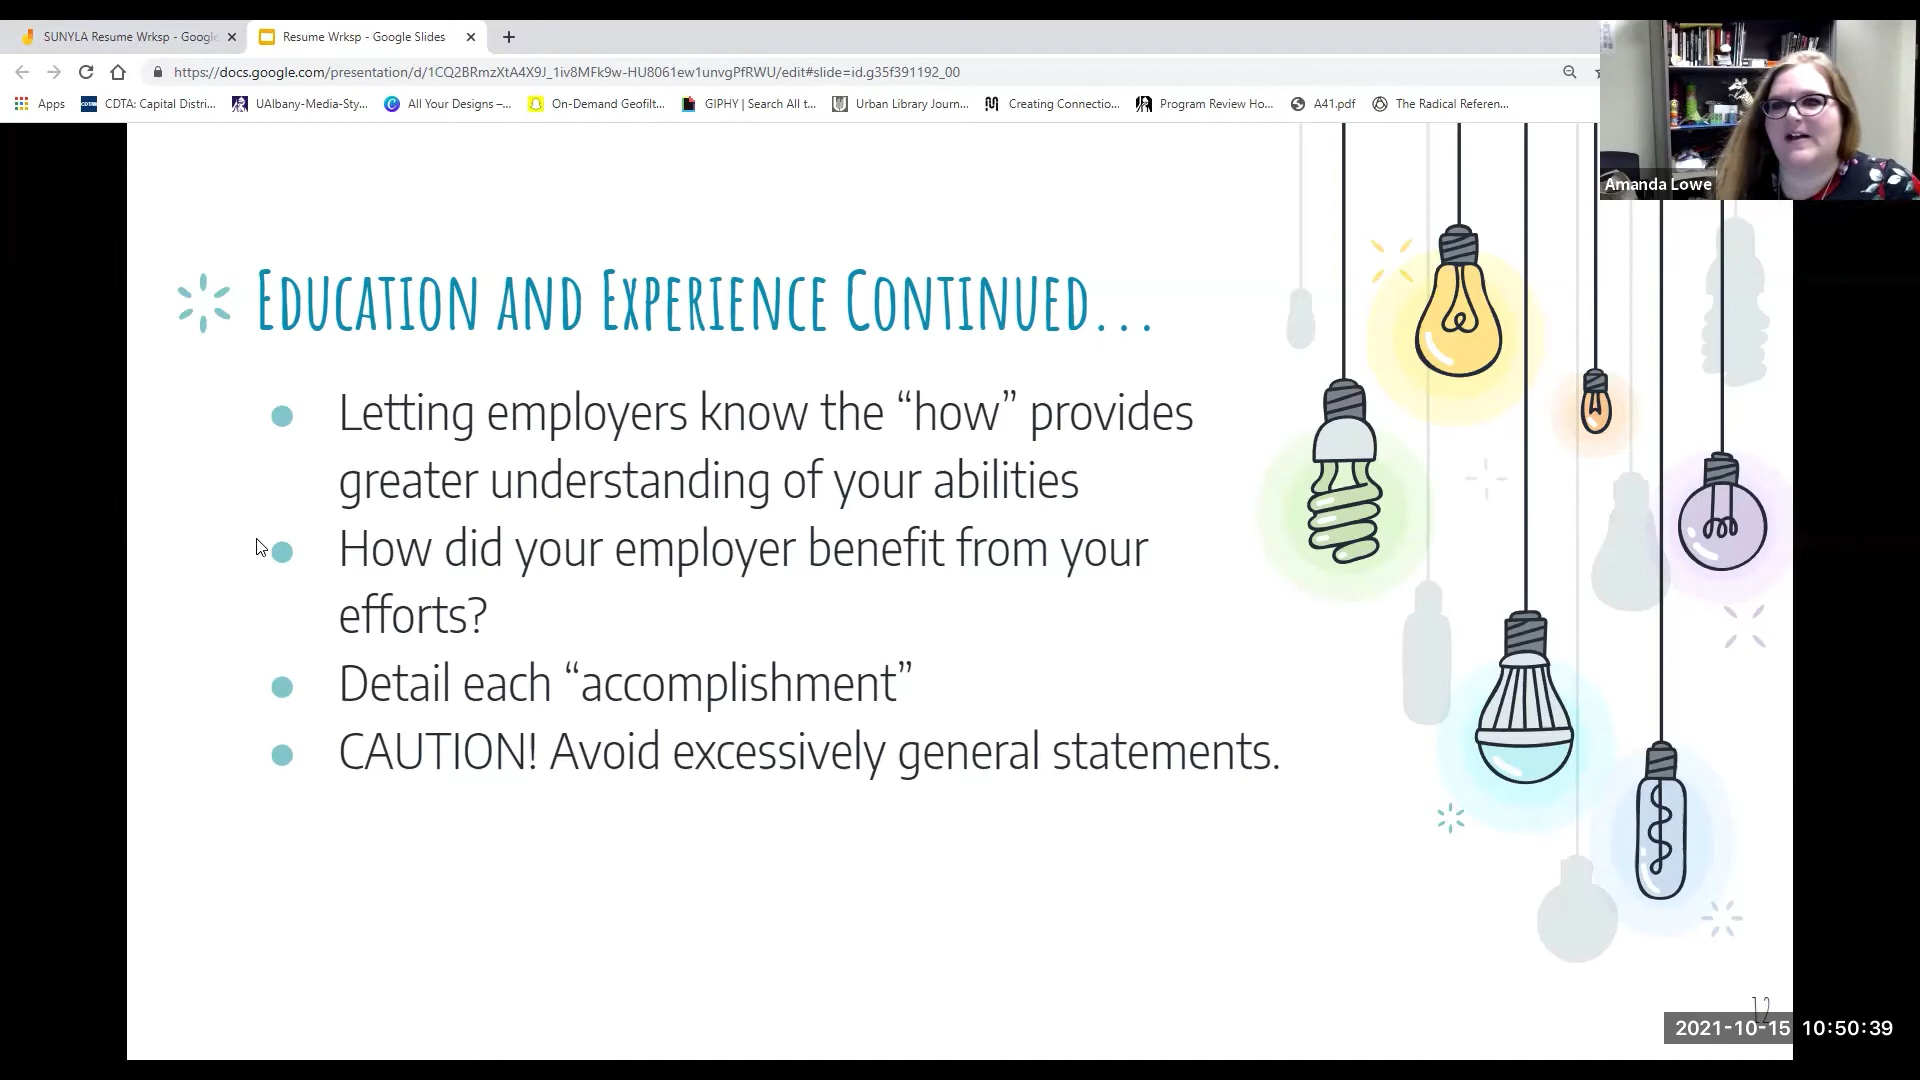 SUNYLA Resume Wrksp - Google
Resume Wrksp - Google Slides
https://docs.google.com/presentation/d/1CQ2BRmzXtA4X9J_1iv8MFk9w-HU8061ew1unvgPfRWU/edit#slide=id.g35f391192_00
Apps
CDTA: Capital Distri...
UAlbany-Media-Sty...
All Your Designs –...
On-Demand Geofilt...
GIPHY | Search All t...
Urban Library Journ...
Creating Connectio...
Program Review Ho...
A41.pdf
The Radical Referen...
Amanda Lowe
Education and Experience Continued...
● Letting employers know the “how” provides
greater understanding of your abilities
● How did your employer benefit from your
efforts?
● Detail each “accomplishment”
● CAUTION! Avoid excessively general statements.
12
2021-10-15 10:50:39